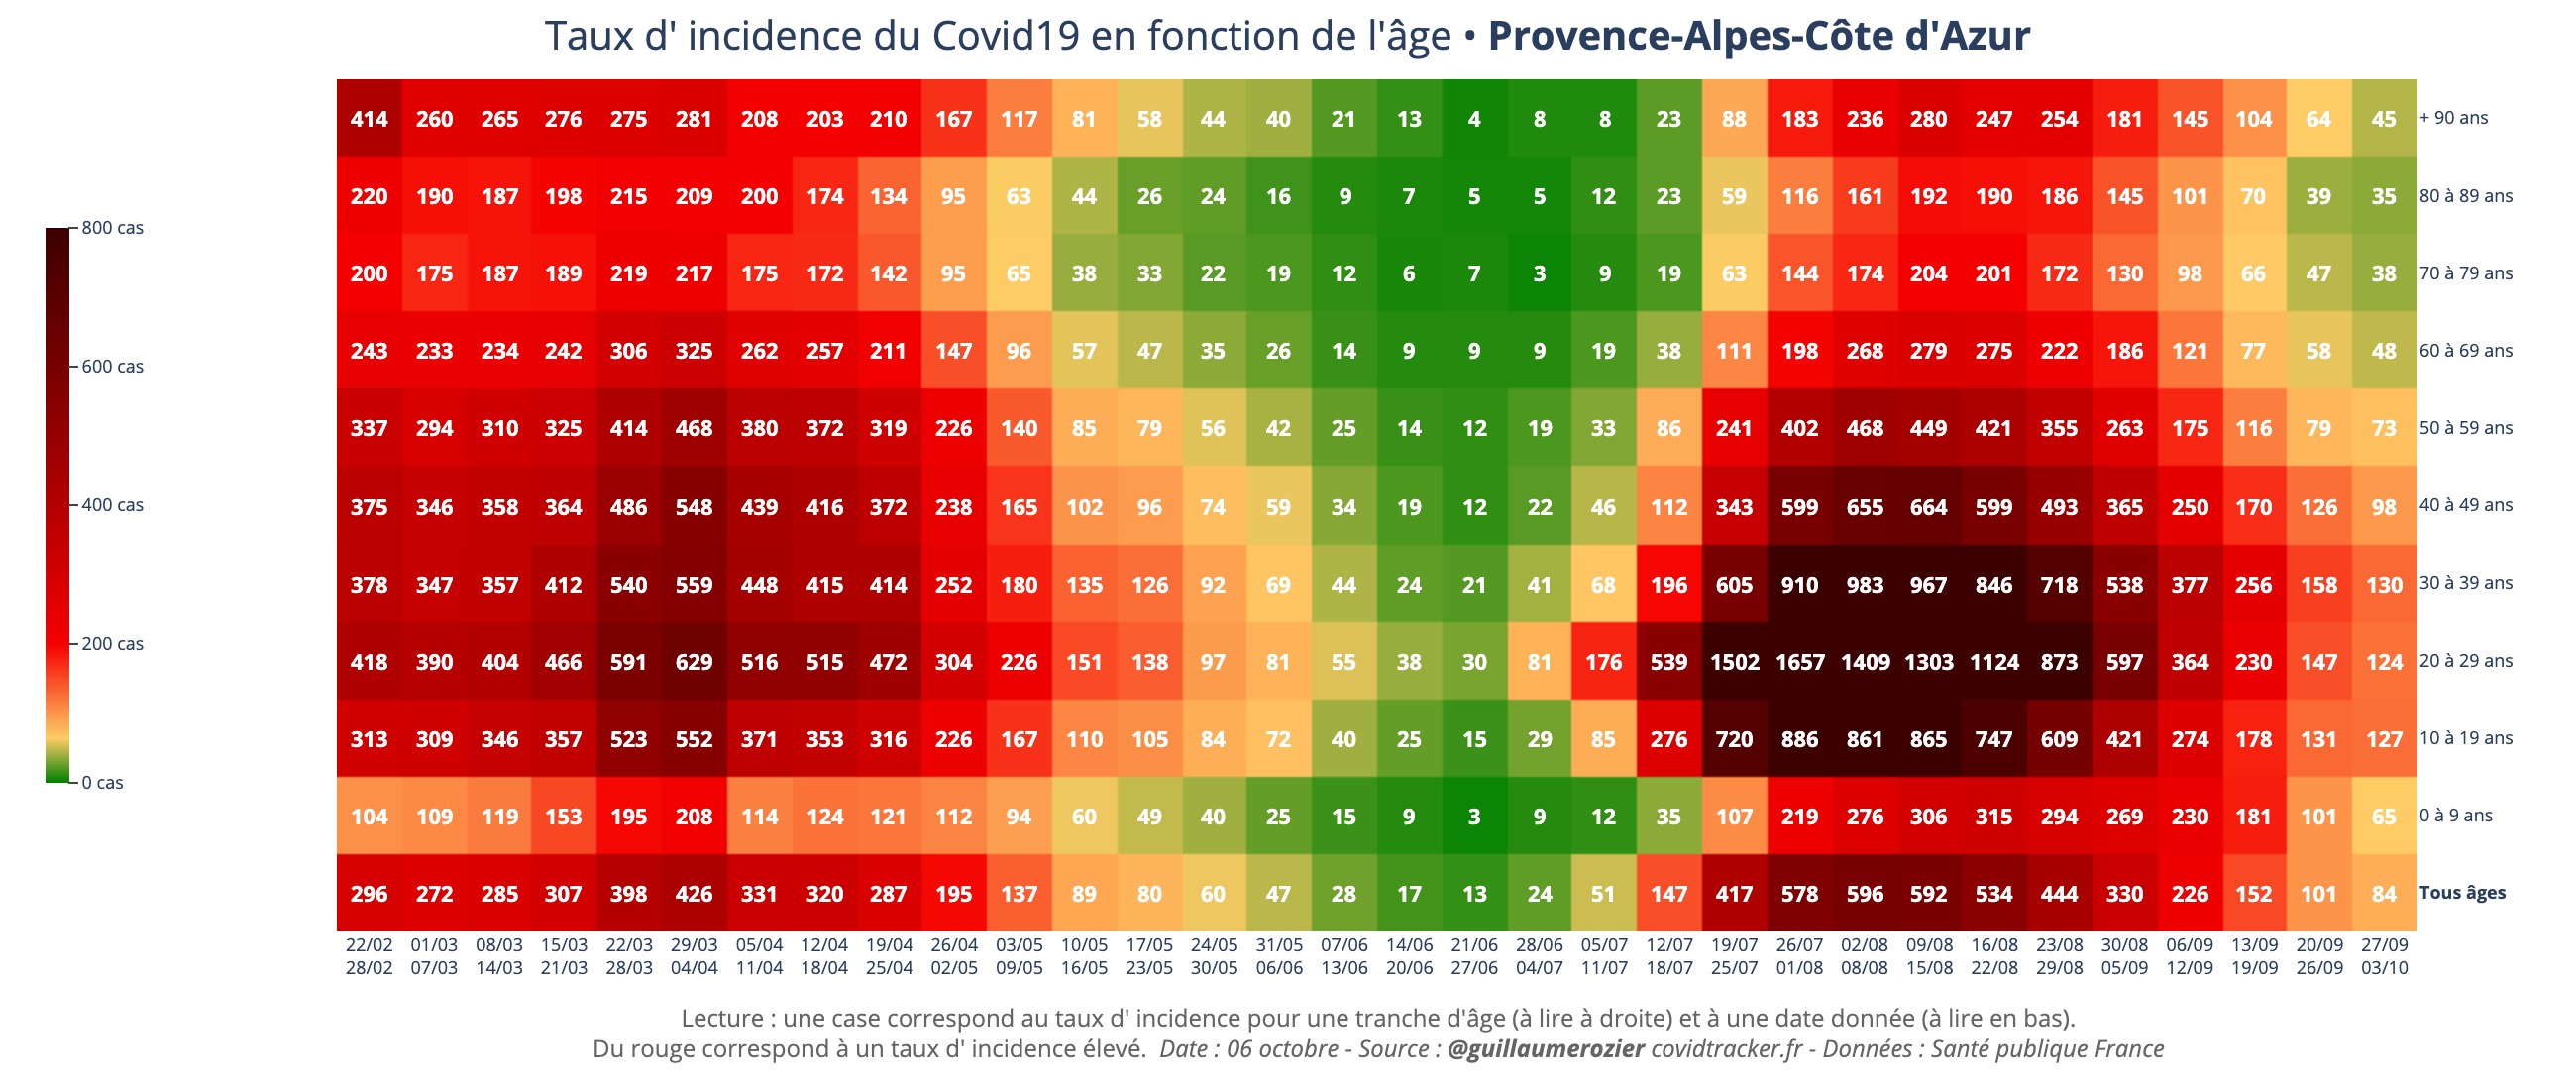 Taux d' incidence du Covid19 en fonction de l'âge • Provence-Alpes-Côte d'Azur
414 260 265 276 275 281 208 203 210 167 117 81 58 44 40 21 13 4 8 8 23 88 183 236 280 247 254 181 145 104 64 45 + 90 ans
220 190 187 198 215 209 200 174 134 95 63 44 26 24 16 9 7 5 5 12 23 59 116 161 192 190 186 145 101 70 39 35 80 à 89 ans
800 cas
200 175 187 189 219 217 175 172 142 95 65 38 33 22 19 12 6 7 3 9 19 63 144 174 204 201 172 130 98 66 47 38 70 à 79 ans
243 233 234 242 306 325 262 257 211 147 96 57 47 35 26 14 9 9 9 19 38 111 198 268 279 275 222 186 121 77 58 48 60 à 69 ans
600 cas
337 294 310 325 414 468 380 372 319 226 140 85 79 56 42 25 14 12 19 33 86 241 402 468 449 421 355 263 175 116 79 73 50 à 59 ans
400 cas
375 346 358 364 486 548 439 416 372 238 165 102 96 74 59 34 19 12 22 46 112 343 599 655 664 599 493 365 250 170 126 98 40 à 49 ans
378 347 357 412 540 559 448 415 414 252 180 135 126 92 69 44 24 21 41 68 196 605 910 983 967 846 718 538 377 256 158 130 30 à 39 ans
200 cas
418 390 404 466 591 629 516 515 472 304 226 151 138 97 81 55 38 30 81 176 539 1502 1657 1409 1303 1124 873 597 364 230 147 124 20 à 29 ans
313 309 346 357 523 552 371 353 316 226 167 110 105 84 72 40 25 15 29 85 276 720 886 861 865 747 609 421 274 178 131 127 10 à 19 ans
0 cas
104 109 119 153 195 208 114 124 121 112 94 60 49 40 25 15 9 3 9 12 35 107 219 276 306 315 294 269 230 181 101 65 0 à 9 ans
296 272 285 307 398 426 331 320 287 195 137 89 80 60 47 28 17 13 24 51 147 417 578 596 592 534 444 330 226 152 101 84 Tous âges
22/02 01/03 08/03 15/03 22/03 29/03 05/04 12/04 19/04 26/04 03/05 10/05 17/05 24/05 31/05 07/06 14/06 21/06 28/06 05/07 12/07 19/07 26/07 02/08 09/08 16/08 23/08 30/08 06/09 13/09 20/09 27/09
28/02 07/03 14/03 21/03 28/03 04/04 11/04 18/04 25/04 02/05 09/05 16/05 23/05 30/05 06/06 13/06 20/06 27/06 04/07 11/07 18/07 25/07 01/08 08/08 15/08 22/08 29/08 05/09 12/09 19/09 26/09 03/10
Lecture : une case correspond au taux d' incidence pour une tranche d'âge (à lire à droite) et à une date donnée (à lire en bas).
Du rouge correspond à un taux d' incidence élevé. Date : 06 octobre - Source : @guillaumerozier covidtracker.fr - Données : Santé publique France